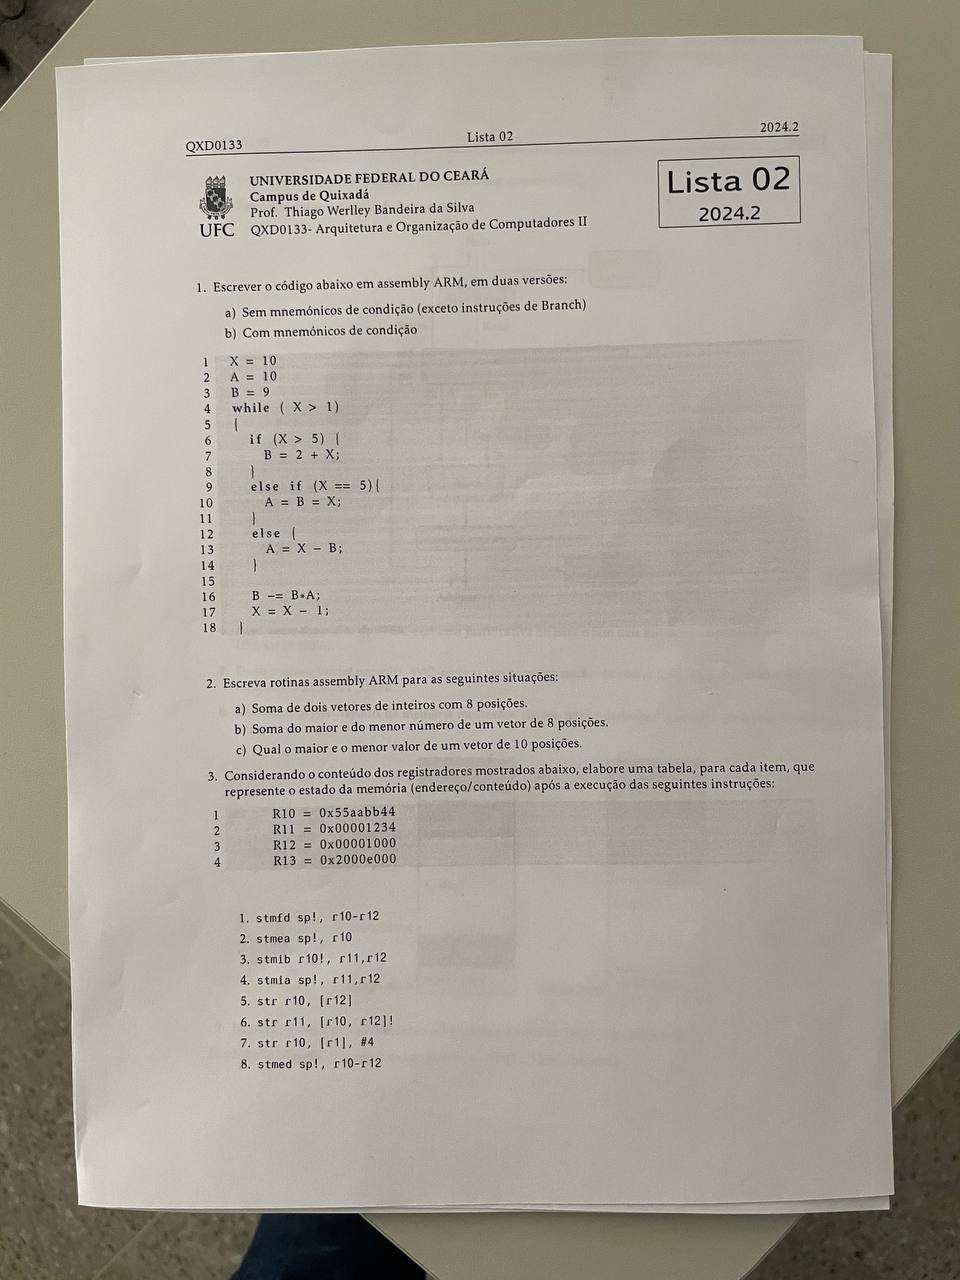 QXD0133 Lista 02 2024.2
UNIVERSIDADE FEDERAL DO CEARÁ
Campus de Quixadá
Prof. Thiago Werlley Bandeira da Silva
UFC QXD0133- Arquitetura e Organização de Computadores II
Lista 02
2024.2
1. Escrever o código abaixo em assembly ARM, em duas versões:
a) Sem mnemónicos de condição (exceto instruções de Branch)
b) Com mnemónicos de condição
1 X = 10
2 A = 10
3 B = 9
4 while ( X > 1)
5 {
6 if (X > 5) {
7 B = 2 + X;
8 }
9 else if (X == 5){
10 A = B = X;
11 }
12 else {
13 A = X - B;
14 }
15
16 B -= B*A;
17 X = X - 1;
18 }
2. Escreva rotinas assembly ARM para as seguintes situações:
a) Soma de dois vetores de inteiros com 8 posições.
b) Soma do maior e do menor número de um vetor de 8 posições.
c) Qual o maior e o menor valor de um vetor de 10 posições.
3. Considerando o conteúdo dos registradores mostrados abaixo, elabore uma tabela, para cada item, que
represente o estado da memória (endereço/conteúdo) após a execução das seguintes instruções:
1 R10 = 0x55aabb44
2 R11 = 0x00001234
3 R12 = 0x00001000
4 R13 = 0x2000e000
1. stmfd sp!, r10-r12
2. stmea sp!, r10
3. stmib r10!, r11,r12
4. stmia sp!, r11,r12
5. str r10, [r12]
6. str r11, [r10, r12]!
7. str r10, [r1], #4
8. stmed sp!, r10-r12